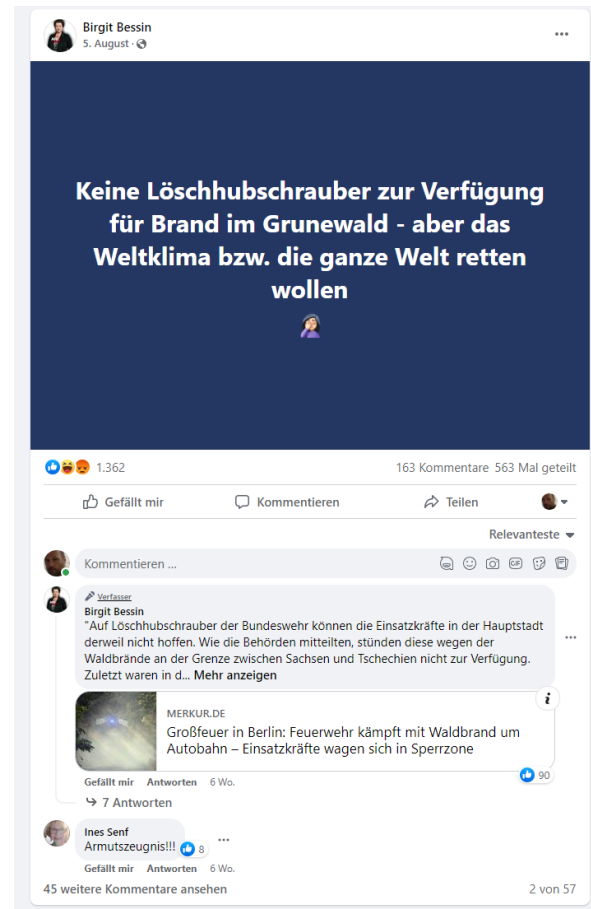 Birgit Bessin
5. August ·
Keine Löschhubschrauber zur Verfügung
für Brand im Grunewald - aber das
Weltklima bzw. die ganze Welt retten
wollen
1.362
163 Kommentare 563 Mal geteilt
Gefällt mir
Kommentieren
Teilen
Relevanteste
Kommentieren ...
GIF
Verfasser
Birgit Bessin
"Auf Löschhubschrauber der Bundeswehr können die Einsatzkräfte in der Hauptstadt
derweil nicht hoffen. Wie die Behörden mitteilten, stünden diese wegen der
Waldbrände an der Grenze zwischen Sachsen und Tschechien nicht zur Verfügung.
Zuletzt waren in d... Mehr anzeigen
MERKUR.DE
Großfeuer in Berlin: Feuerwehr kämpft mit Waldbrand um
Autobahn – Einsatzkräfte wagen sich in Sperrzone
90
Gefällt mir Antworten 6 Wo.
7 Antworten
Ines Senf
Armutszeugnis!!!
8
Gefällt mir Antworten 6 Wo.
45 weitere Kommentare ansehen
2 von 57